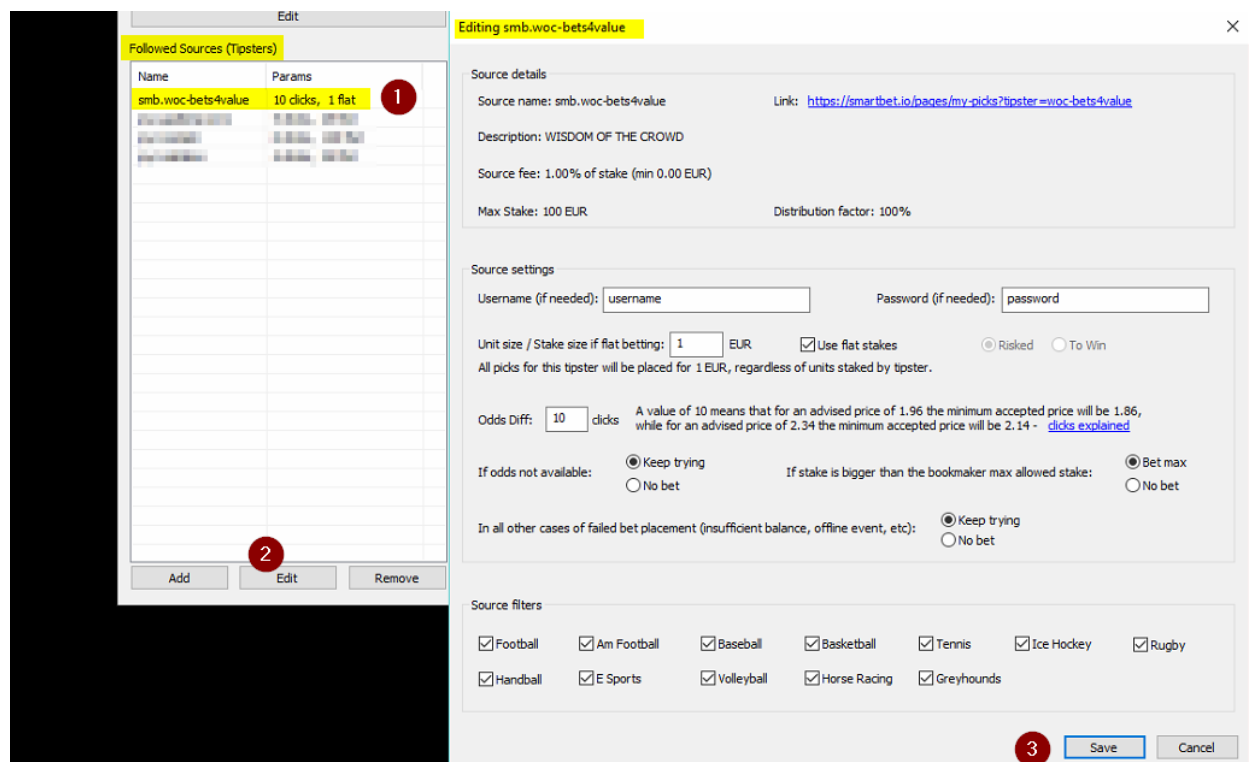 Edit
Followed Sources (Tipsters)
Name Params
smb.woc-bets4value 10 clicks, 1 flat 1
2
Add Edit Remove
Editing smb.woc-bets4value
Source details
Source name: smb.woc-bets4value Link: https://smartbet.io/pages/my-picks?tipster=woc-bets4value
Description: WISDOM OF THE CROWD
Source fee: 1.00% of stake (min 0.00 EUR)
Max Stake: 100 EUR Distribution factor: 100%
Source settings
Username (if needed): username Password (if needed): password
Unit size / Stake size if flat betting: 1 EUR Use flat stakes Risked To Win
All picks for this tipster will be placed for 1 EUR, regardless of units staked by tipster.
Odds Diff: 10 clicks A value of 10 means that for an advised price of 1.96 the minimum accepted price will be 1.86,
while for an advised price of 2.34 the minimum accepted price will be 2.14 - clicks explained
If odds not available: Keep trying If stake is bigger than the bookmaker max allowed stake: Bet max
No bet No bet
In all other cases of failed bet placement (insufficient balance, offline event, etc): Keep trying
No bet
Source filters
Football Am Football Baseball Basketball Tennis Ice Hockey Rugby
Handball E Sports Volleyball Horse Racing Greyhounds
3 Save Cancel